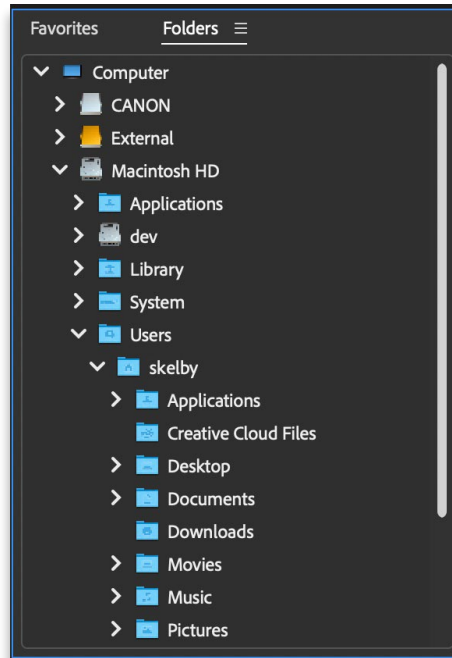 Favorites Folders
Computer
CANON
External
Macintosh HD
Applications
dev
Library
System
Users
skelby
Applications
Creative Cloud Files
Desktop
Documents
Downloads
Movies
Music
Pictures